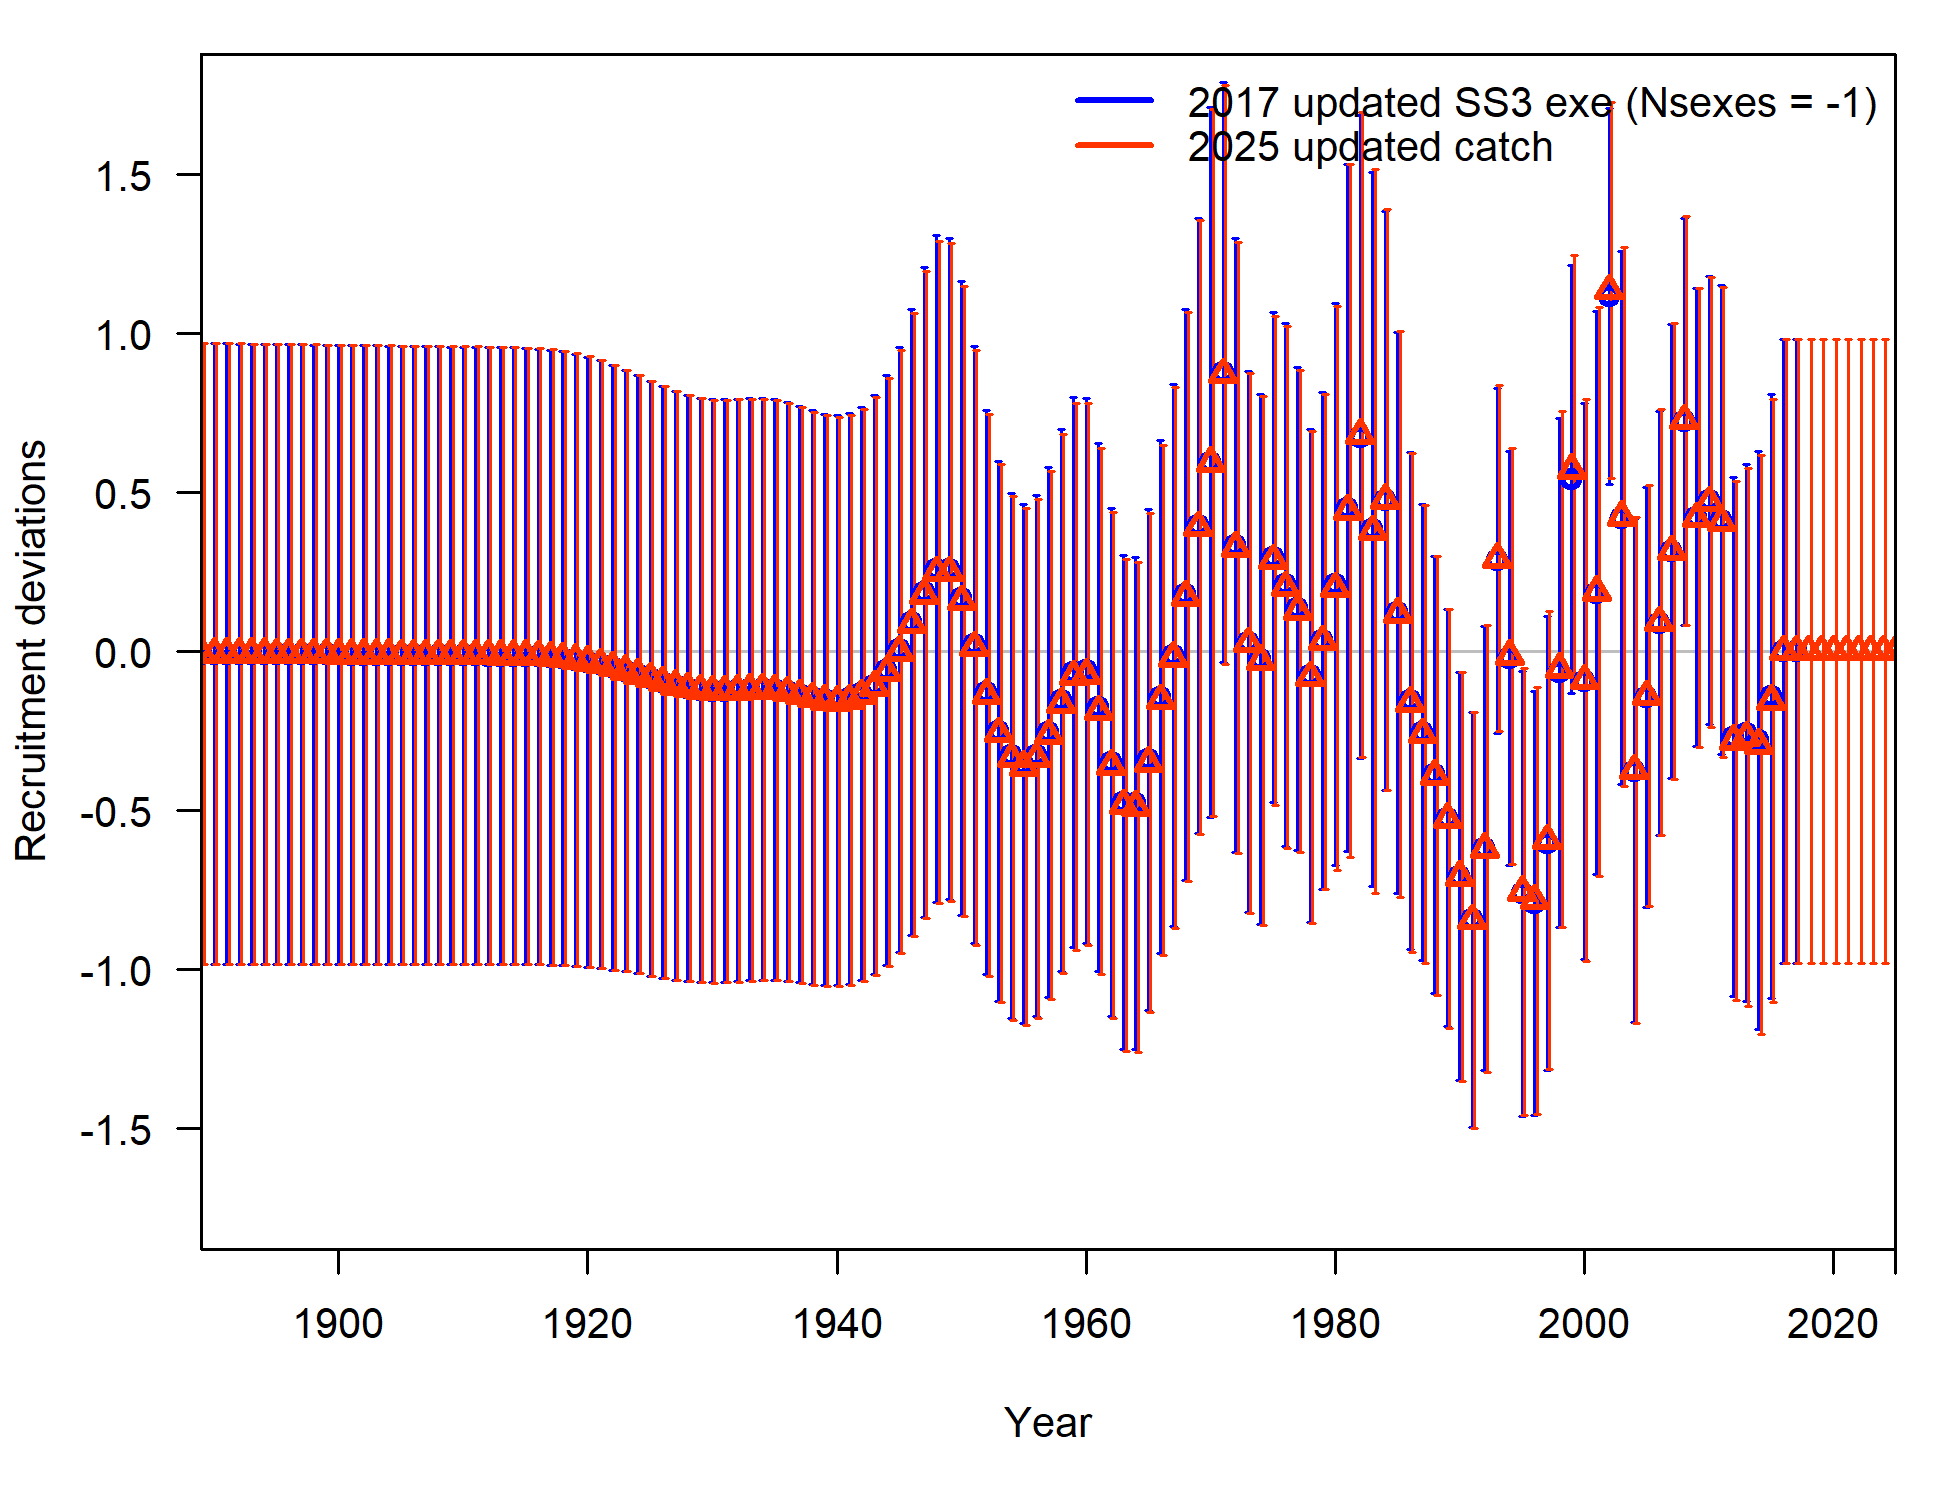 2017 updated SS3 exe (Nsexes = -1)
2025 updated catch
Recruitment deviations
1.5
1.0
0.5
0.0
-0.5
-1.0
-1.5
1900 1920 1940 1960 1980 2000 2020
Year